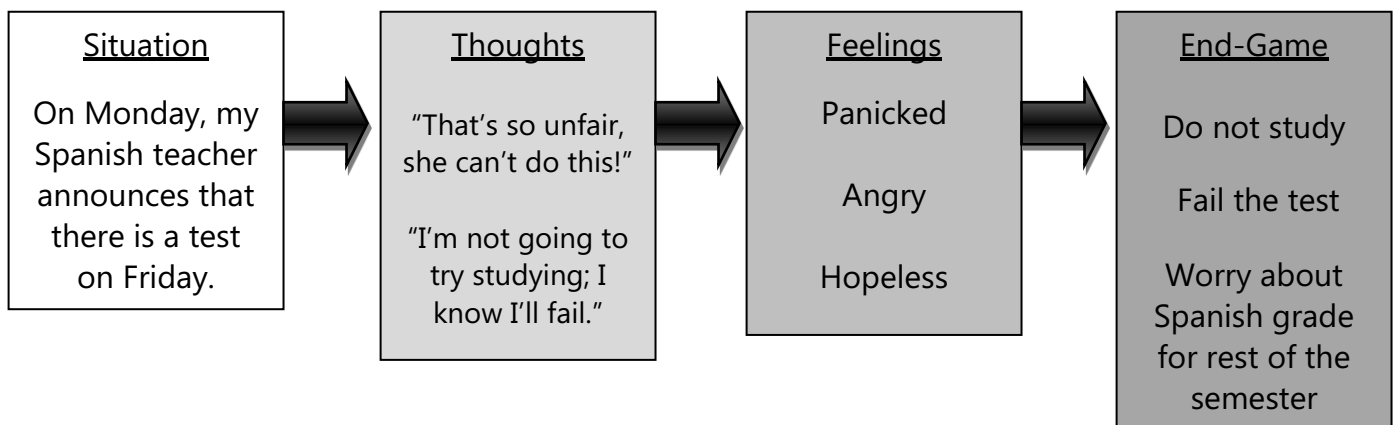 Situation
On Monday, my
Spanish teacher
announces that
there is a test
on Friday.
Thoughts
“That’s so unfair,
she can’t do this!”
“I’m not going to
try studying; I
know I’ll fail.”
Feelings
Panicked
Angry
Hopeless
End-Game
Do not study
Fail the test
Worry about
Spanish grade
for rest of the
semester